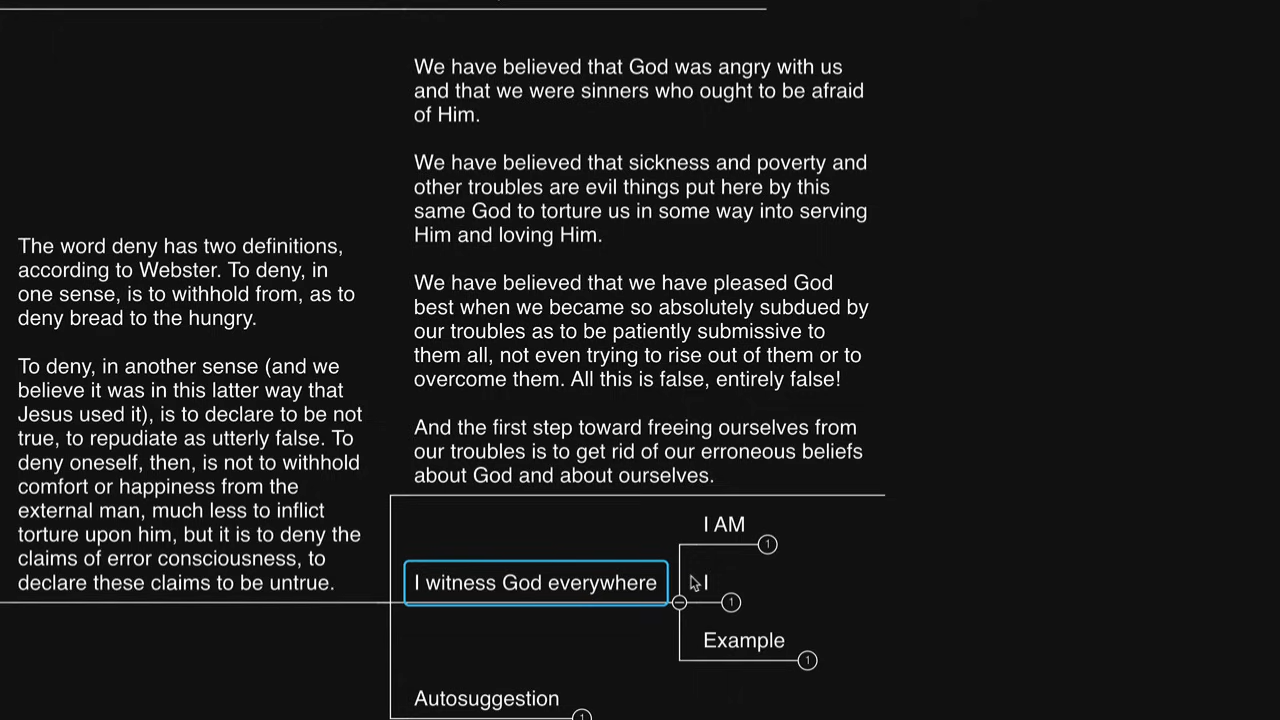 The word deny has two definitions,
according to Webster. To deny, in
one sense, is to withhold from, as to
deny bread to the hungry.
To deny, in another sense (and we
believe it was in this latter way that
Jesus used it), is to declare to be not
true, to repudiate as utterly false. To
deny oneself, then, is not to withhold
comfort or happiness from the
external man, much less to inflict
torture upon him, but it is to deny the
claims of error consciousness, to
declare these claims to be untrue.
We have believed that God was angry with us
and that we were sinners who ought to be afraid
of Him.
We have believed that sickness and poverty and
other troubles are evil things put here by this
same God to torture us in some way into serving
Him and loving Him.
We have believed that we have pleased God
best when we became so absolutely subdued by
our troubles as to be patiently submissive to
them all, not even trying to rise out of them or to
overcome them. All this is false, entirely false!
And the first step toward freeing ourselves from
our troubles is to get rid of our erroneous beliefs
about God and about ourselves.
I witness God everywhere
I AM
1
I
1
Example
1
Autosuggestion
1